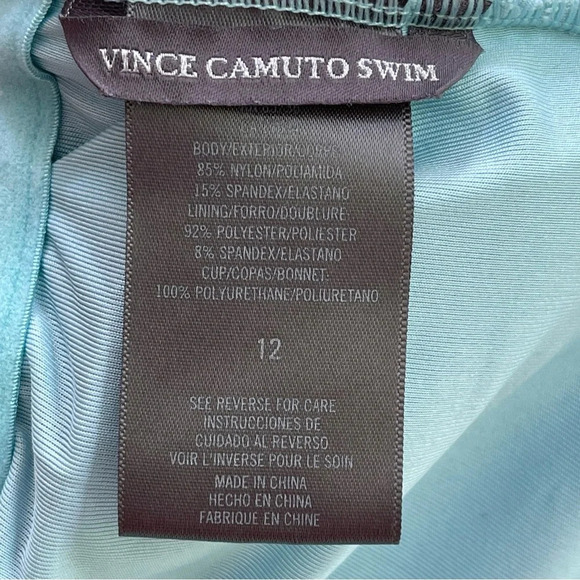 VINCE CAMUTO SWIM
BODY/EXTERIOR/CORPS
85% NYLON/POLIAMIDA
15% SPANDEX/ELASTANO
LINING/FORRO/DOUBLURE
92% POLYESTER/POLIESTER
8% SPANDEX/ELASTANO
CUP/COPAS/BONNET:
100% POLYURETHANE/POLIURETANO
12
SEE REVERSE FOR CARE
INSTRUCCIONES DE
CUIDADO AL REVERSO
VOIR L'INVERSE POUR LE SOIN
MADE IN CHINA
HECHO EN CHINA
FABRIQUE EN CHINE